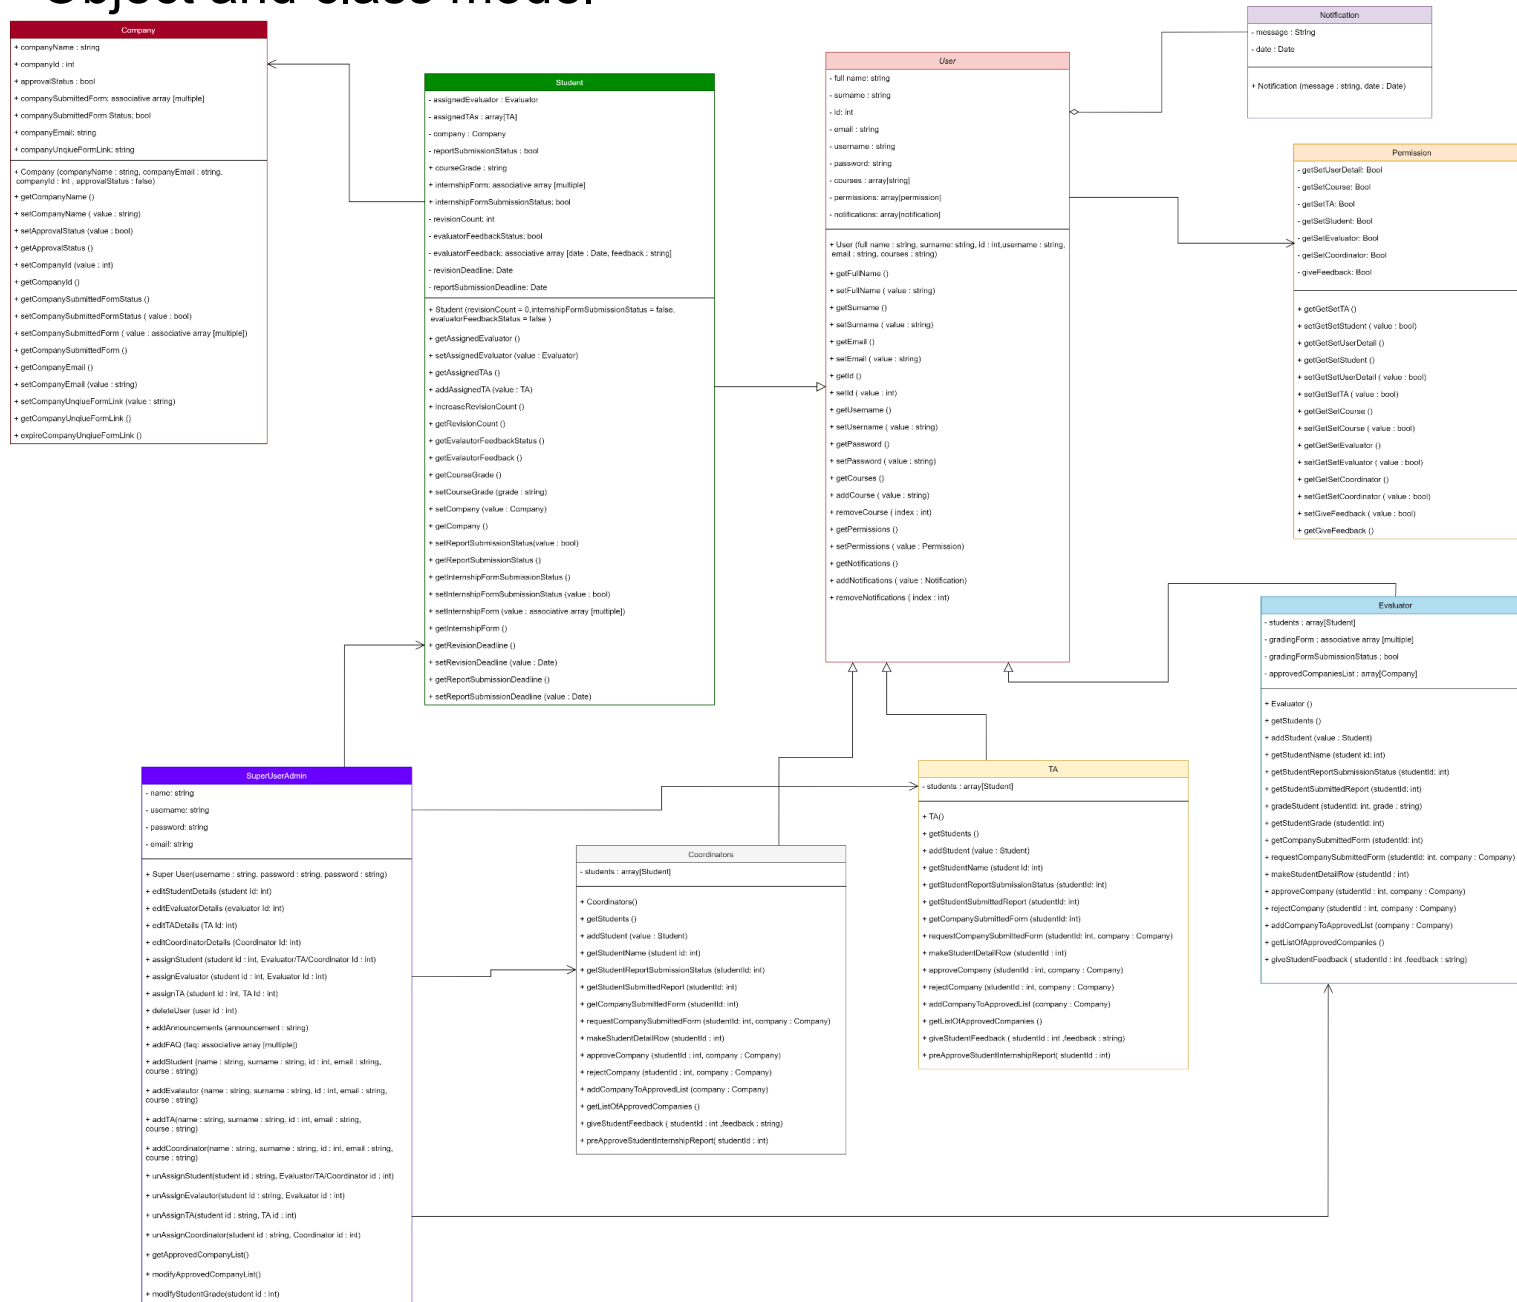 Object and class model
Company
+ companyName : string
+ companyId : int
+ approvalStatus : bool
+ companySubmittedForm: associative array [multiple]
+ companySubmittedForm Status: bool
+ companyEmail: string
+ companyUnqiueFormLink: string
+ Company (companyName : string, companyEmail : string,
companyId : int , approvalStatus : false)
+ getCompanyName ()
+ setCompanyName ( value : string)
+ setApprovalStatus (value : bool)
+ getApprovalStatus ()
+ setCompanyId (value : int)
+ getCompanyId ()
+ getCompanySubmittedFormStatus ()
+ setCompanySubmittedFormStatus ( value : bool)
+ setCompanySubmittedForm ( value : associative array [multiple])
+ getCompanySubmittedForm ()
+ getCompanyEmail ()
+ setCompanyEmail (value : string)
+ setCompanyUnqiueFormLink (value : string)
+ getCompanyUnqiueFormLink ()
+ expireCompanyUnqiueFormLink ()
Student
- assignedEvaluator : Evaluator
- assignedTAs : array[TA]
- company : Company
- reportSubmissionStatus : bool
+ courseGrade : string
+ internshipForm: associative array [multiple]
+ internshipFormSubmissionStatus: bool
- revisionCount: int
- evaluatorFeedbackStatus: bool
- evaluatorFeedback: associative array [date : Date, feedback : string]
- revisionDeadline: Date
- reportSubmissionDeadline: Date
+ Student (revisionCount = 0,internshipFormSubmissionStatus = false,
evaluatorFeedbackStatus = false )
+ getAssignedEvaluator ()
+ setAssignedEvaluator (value : Evaluator)
+ getAssignedTAs ()
+ addAssignedTA (value : TA)
+ increaseRevisionCount ()
+ getRevisionCount ()
+ getEvalautorFeedbackStatus ()
+ getEvalautorFeedback ()
+ getCourseGrade ()
+ setCourseGrade (grade : string)
+ setCompany (value : Company)
+ getCompany ()
+ setReportSubmissionStatus(value : bool)
+ getReportSubmissionStatus ()
+ getInternshipFormSubmissionStatus ()
+ setInternshipFormSubmissionStatus (value : bool)
+ setInternshipForm (value : associative array [multiple])
+ getInternshipForm ()
+ getRevisionDeadline ()
+ setRevisionDeadline (value : Date)
+ getReportSubmissionDeadline ()
+ setReportSubmissionDeadline (value : Date)
User
- full name: string
- surname : string
- id: int
- email : string
- username : string
- password: string
- courses : array[string]
- permissions: array[permission]
- notifications: array[notification]
+ User (full name : string, surname: string, id : int,username : string,
email : string, courses : string)
+ getFullName ()
+ setFullName ( value : string)
+ getSurname ()
+ setSurname ( value : string)
+ getEmail ()
+ setEmail ( value : string)
+ getId ()
+ setId ( value : int)
+ getUsername ()
+ setUsername ( value : string)
+ getPassword ()
+ setPassword ( value : string)
+ getCourses ()
+ addCourse ( value : string)
+ removeCourse ( index : int)
+ getPermissions ()
+ setPermissions ( value : Permission)
+ getNotifications ()
+ addNotifications ( value : Notification)
+ removeNotifications ( index : int)
Notification
- message : String
- date : Date
+ Notification (message : string, date : Date)
Permission
- getSetUserDetail: Bool
- getSetCourse: Bool
- getSetTA: Bool
- getSetStudent: Bool
- getSetEvaluator: Bool
- getSetCoordinator: Bool
- giveFeedback: Bool
+ getGetSetTA ()
+ setGetSetStudent ( value : bool)
+ getGetSetUserDetail ()
+ getGetSetStudent ()
+ setGetSetUserDetail ( value : bool)
+ setGetSetTA ( value : bool)
+ getGetSetCourse ()
+ setGetSetCourse ( value : bool)
+ getGetSetEvaluator ()
+ setGetSetEvaluator ( value : bool)
+ getGetSetCoordinator ()
+ setGetSetCoordinator ( value : bool)
+ setGiveFeedback ( value : bool)
+ getGiveFeedback ()
Evaluator
- students : array[Student]
- gradingForm : associative array [multiple]
- gradingFormSubmissionStatus : bool
- approvedCompaniesList : array[Company]
+ Evaluator ()
+ getStudents ()
+ addStudent (value : Student)
+ getStudentName (student id: int)
+ getStudentReportSubmissionStatus (studentId: int)
+ getStudentSubmittedReport (studentId: int)
+ gradeStudent (studentId: int, grade : string)
+ getStudentGrade (studentId: int)
+ getCompanySubmittedForm (studentId: int)
+ requestCompanySubmittedForm (studentId: int, company : Company)
+ makeStudentDetailRow (studentId : int)
+ approveCompany (studentId : int, company : Company)
+ rejectCompany (studentId : int, company : Company)
+ addCompanyToApprovedList (company : Company)
+ getListOfApprovedCompanies ()
+ giveStudentFeedback ( studentId : int ,feedback : string)
SuperUserAdmin
- name: string
- username: string
- password: string
- email: string
+ Super User(username : string, password : string, password : string)
+ editStudentDetails (student Id: int)
+ editEvaluatorDetails (evaluator Id: int)
+ editTADetails (TA Id: int)
+ editCoordinatorDetails (Coordinator Id: int)
+ assignStudent (student id : int, Evaluator/TA/Coordinator Id : int)
+ assignEvaluator (student id : int, Evaluator Id : int)
+ assignTA (student id : int, TA Id : int)
+ deleteUser (user id : int)
+ addAnnouncements (announcement : string)
+ addFAQ (faq: associative array [multiple])
+ addStudent (name : string, surname : string, id : int, email : string,
course : string)
+ addEvalautor (name : string, surname : string, id : int, email : string,
course : string)
+ addTA(name : string, surname : string, id : int, email : string,
course : string)
+ addCoordinator(name : string, surname : string, id : int, email : string,
course : string)
+ unAssignStudent(student id : string, Evaluator/TA/Coordinator id : int)
+ unAssignEvalautor(student id : string, Evaluator id : int)
+ unAssignTA(student id : string, TA id : int)
+ unAssignCoordinator(student id : string, Coordinator id : int)
+ getApprovedCompanyList()
+ modifyApprovedCompanyList()
+ modifyStudentGrade(student id : int)
Coordinators
- students : array[Student]
+ Coordinators()
+ getStudents ()
+ addStudent (value : Student)
+ getStudentName (student id: int)
+ getStudentReportSubmissionStatus (studentId: int)
+ getStudentSubmittedReport (studentId: int)
+ getCompanySubmittedForm (studentId: int)
+ requestCompanySubmittedForm (studentId: int, company : Company)
+ makeStudentDetailRow (studentId : int)
+ approveCompany (studentId : int, company : Company)
+ rejectCompany (studentId : int, company : Company)
+ addCompanyToApprovedList (company : Company)
+ getListOfApprovedCompanies ()
+ giveStudentFeedback ( studentId : int ,feedback : string)
+ preApproveStudentInternshipReport( studentId : int)
TA
- students : array[Student]
+ TA()
+ getStudents ()
+ addStudent (value : Student)
+ getStudentName (student id: int)
+ getStudentReportSubmissionStatus (studentId: int)
+ getStudentSubmittedReport (studentId: int)
+ getCompanySubmittedForm (studentId: int)
+ requestCompanySubmittedForm (studentId: int, company : Company)
+ makeStudentDetailRow (studentId : int)
+ approveCompany (studentId : int, company : Company)
+ rejectCompany (studentId : int, company : Company)
+ addCompanyToApprovedList (company : Company)
+ getListOfApprovedCompanies ()
+ giveStudentFeedback ( studentId : int ,feedback : string)
+ preApproveStudentInternshipReport( studentId : int)